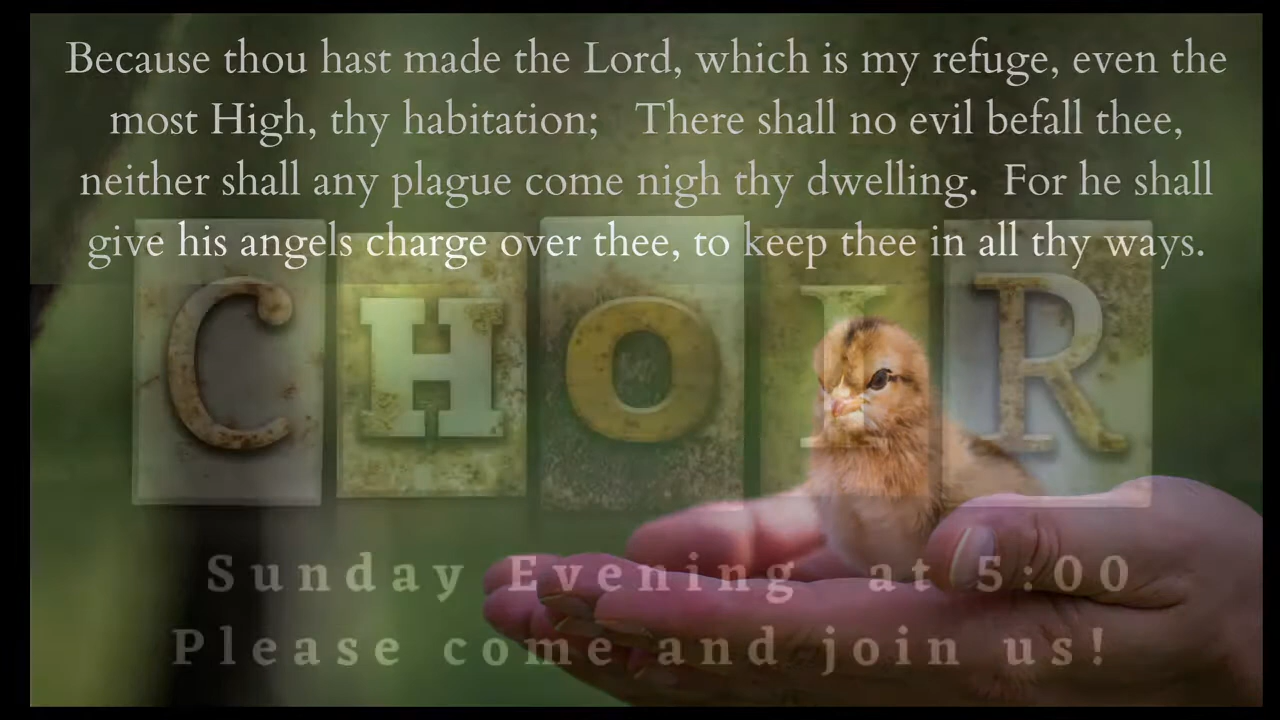 Because thou hast made the Lord, which is my refuge, even the
most High, thy habitation; There shall no evil befall thee,
neither shall any plague come nigh thy dwelling. For he shall
give his angels charge over thee, to keep thee in all thy ways.
CHOIR
Sunday Evening at 5:00
Please come and join us!